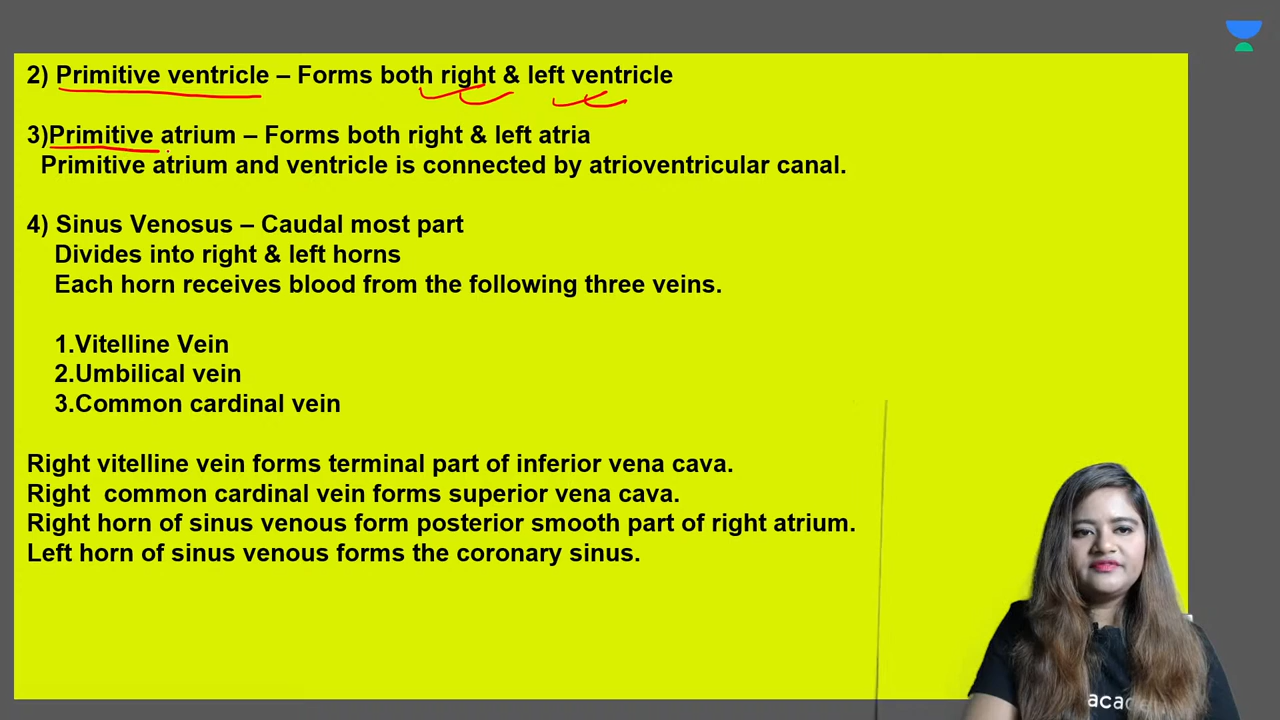 2) Primitive ventricle – Forms both right & left ventricle
3)Primitive atrium – Forms both right & left atria
Primitive atrium and ventricle is connected by atrioventricular canal.
4) Sinus Venosus – Caudal most part
Divides into right & left horns
Each horn receives blood from the following three veins.
1.Vitelline Vein
2.Umbilical vein
3.Common cardinal vein
Right vitelline vein forms terminal part of inferior vena cava.
Right common cardinal vein forms superior vena cava.
Right horn of sinus venous form posterior smooth part of right atrium.
Left horn of sinus venous forms the coronary sinus.